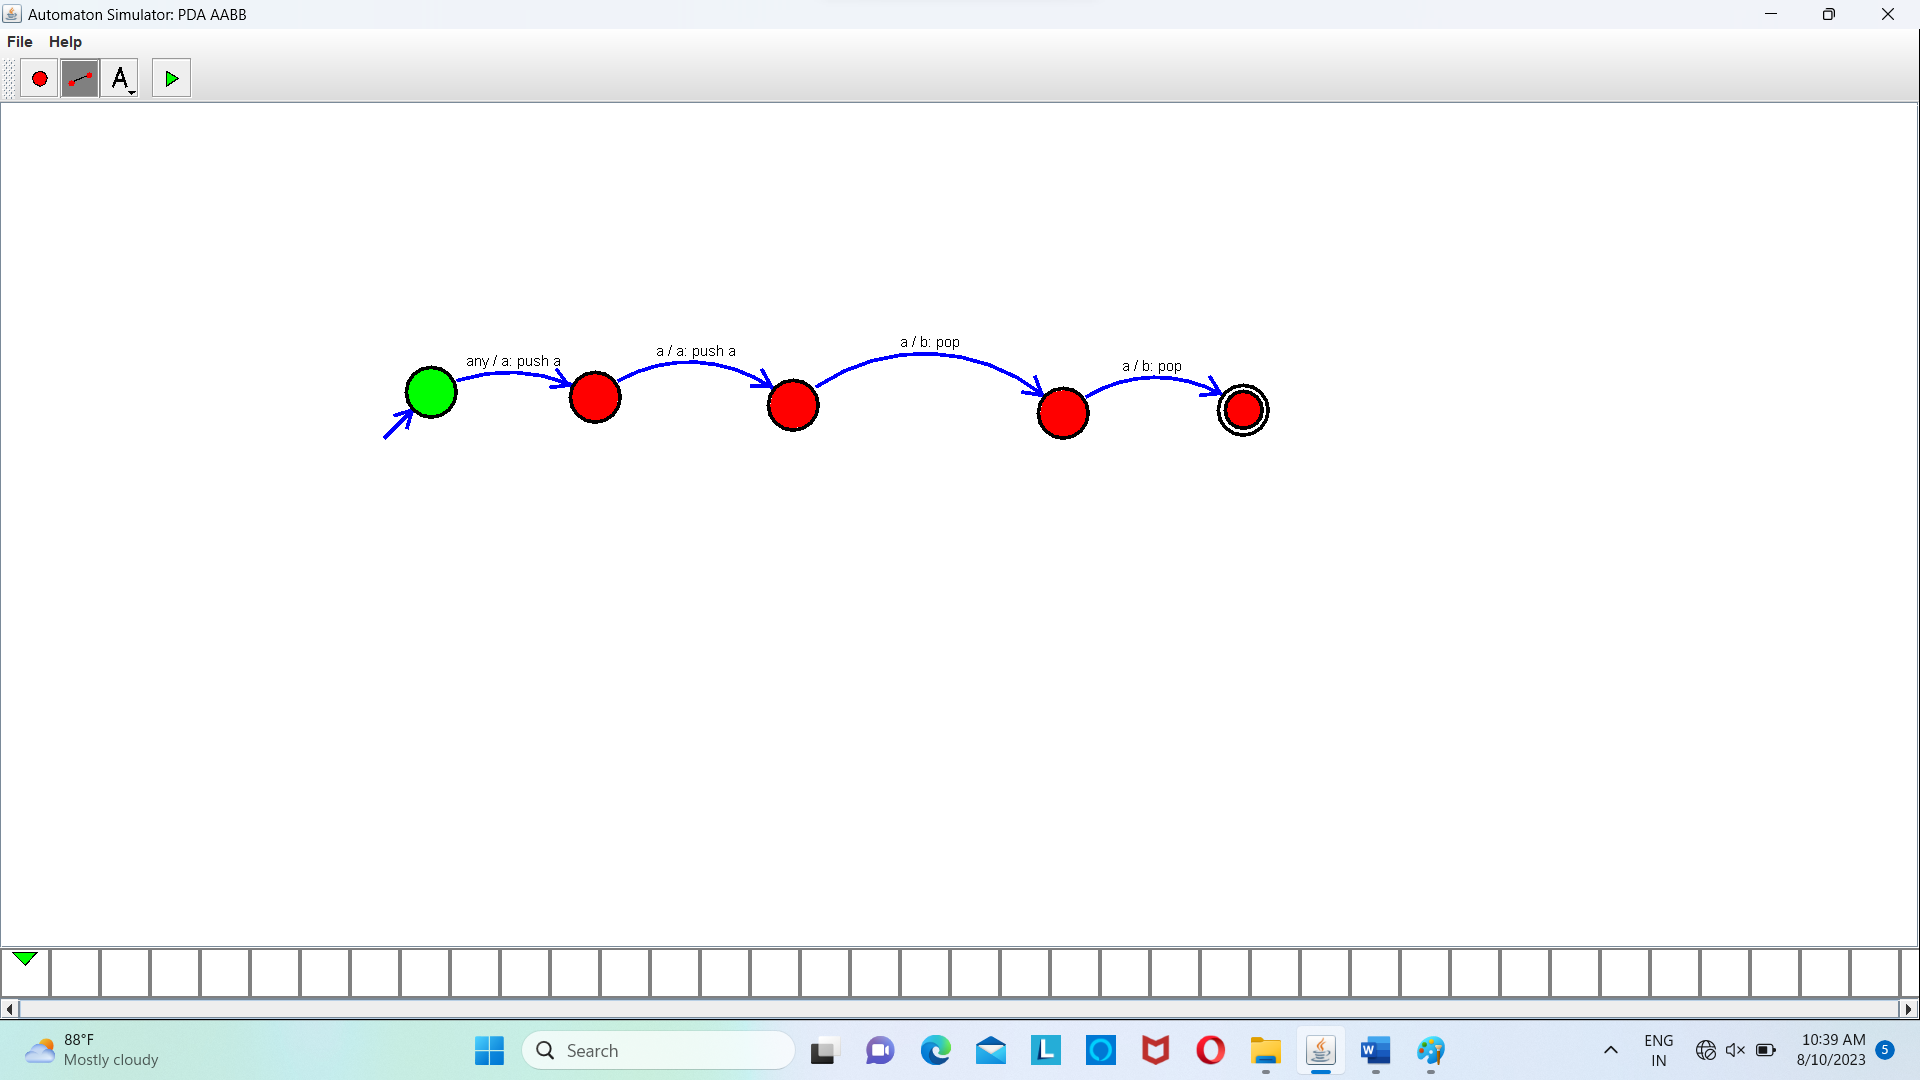 Automaton Simulator: PDA AABB
File Help
A
any / a: push a
a / a: push a
a / b: pop
a / b: pop
88°F
Mostly cloudy
Search
L
W
ENG
IN
10:39 AM
8/10/2023
5